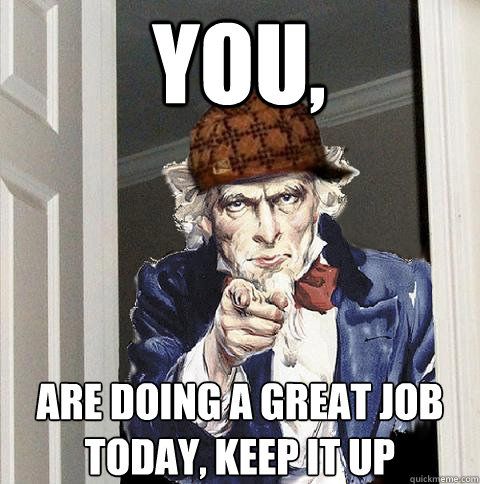 YOU,
ARE DOING A GREAT JOB
TODAY, KEEP IT UP
quickmeme.com